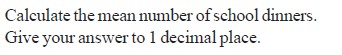 Calculate the mean number of school dinners.
Give your answer to 1 decimal place.